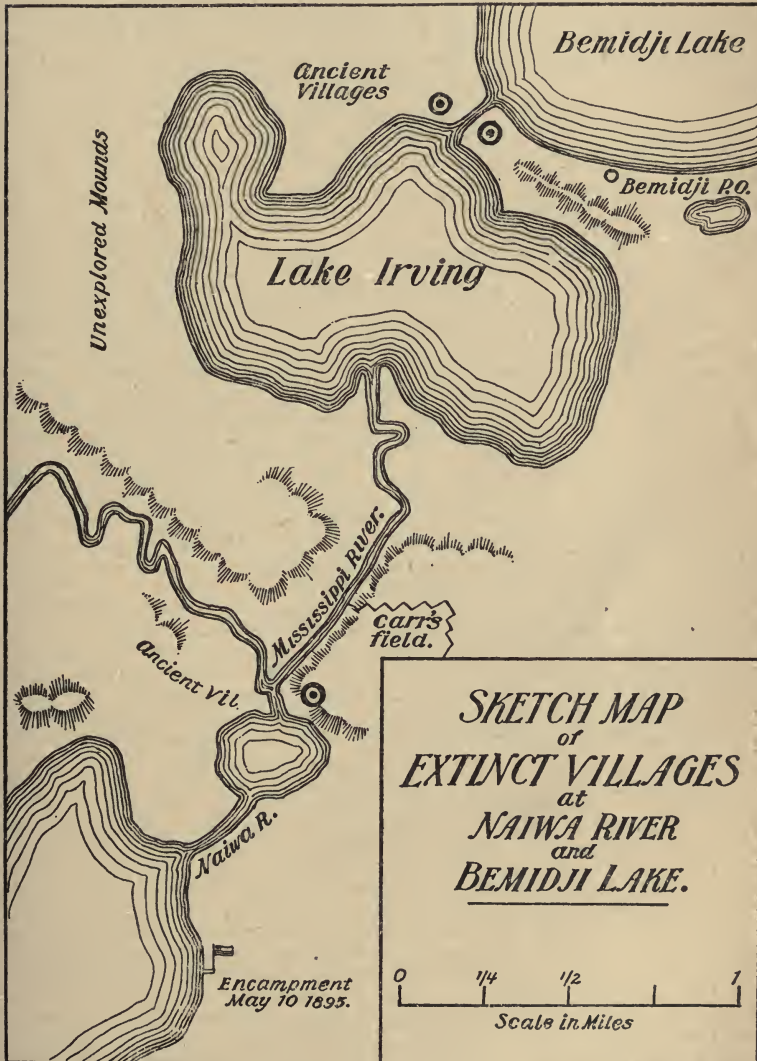 Bemidji Lake
Ancient
Villages
Bemidji P.O.
Unexplored Mounds
Lake Irving
Mississippi River.
Carr's
field.
Ancient Vil.
Naiwa R.
Encampment
May 10 1895.
SKETCH MAP
of
EXTINCT VILLAGES
at
NAIWA RIVER
and
BEMIDJI LAKE.
0 1/4 1/2 1
Scale in Miles